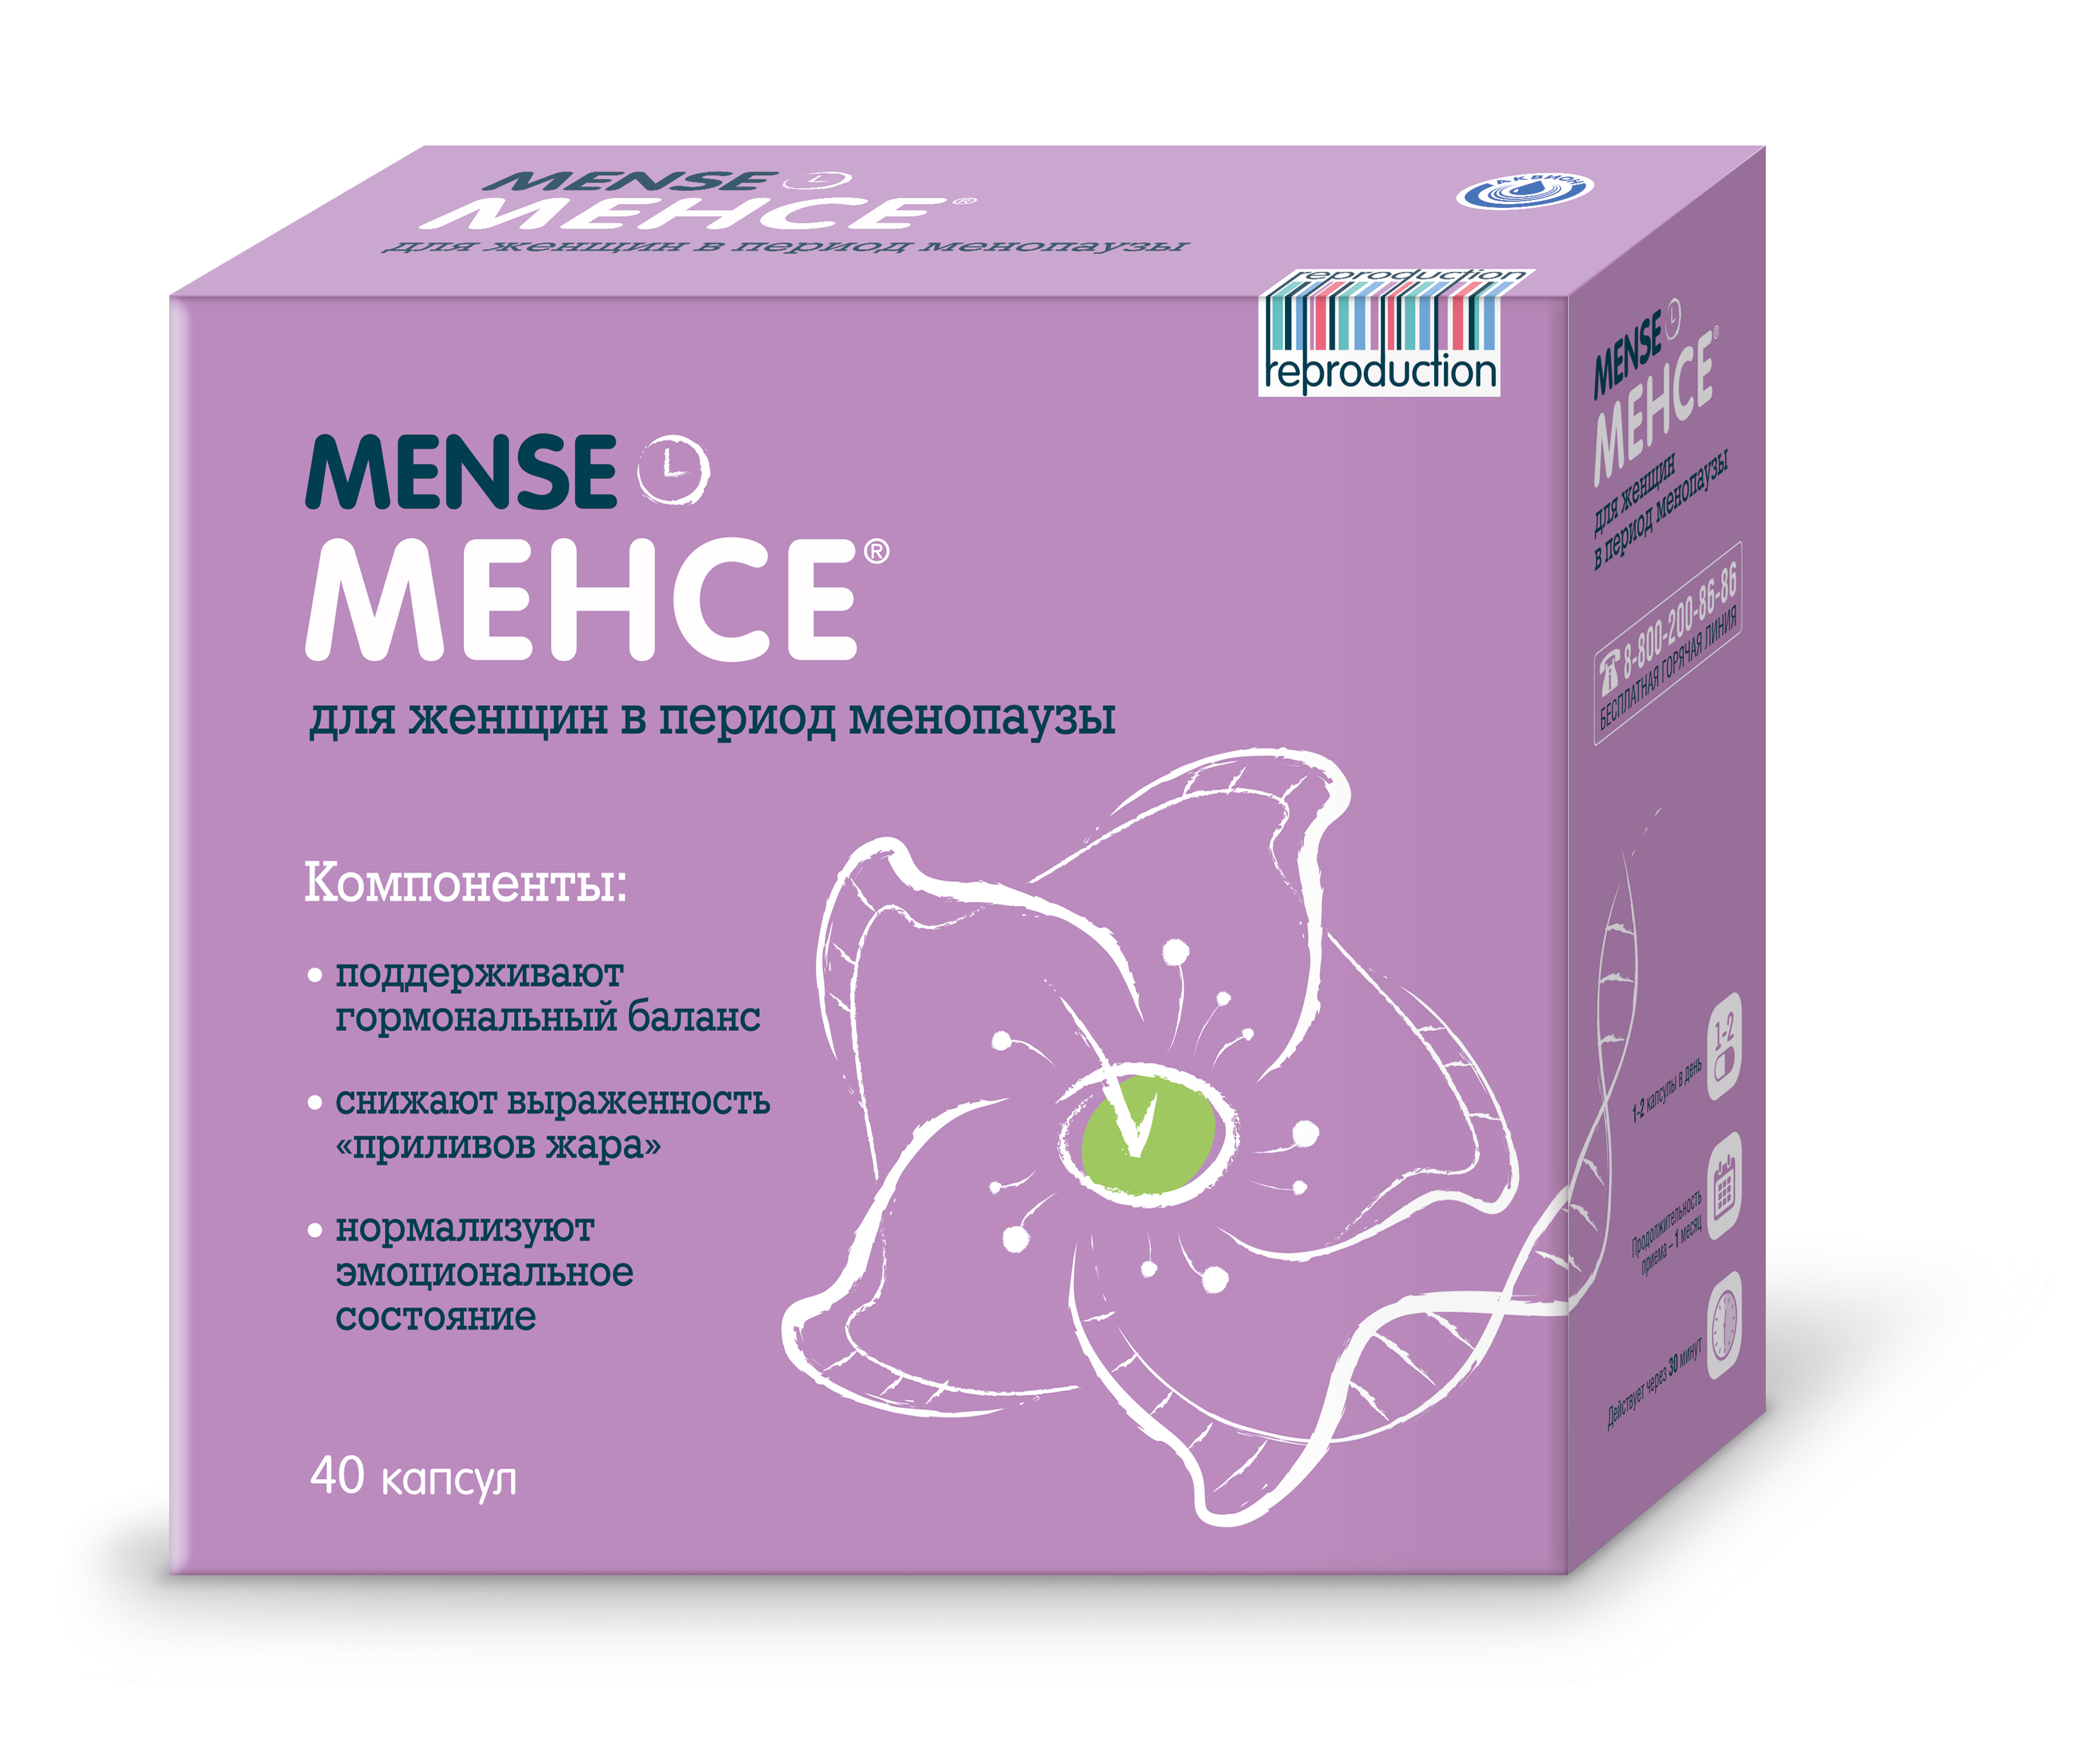 MENSE
МЕНСЕ®
для женщин в период менопаузы
АКВИОН
reproduction
reproduction
MENSE
МЕНСЕ®
для женщин в период менопаузы
Компоненты:
• поддерживают
гормональный баланс
• снижают выраженность
«приливов жара»
• нормализуют
эмоциональное
состояние
40 капсул
MENSE
МЕНСЕ®
для женщин
в период менопаузы
8-800-200-86-86
БЕСПЛАТНАЯ ГОРЯЧАЯ ЛИНИЯ
1-2
1-2 капсулы в день
Продолжительность
приема – 1 месяц
Действует через 30 минут